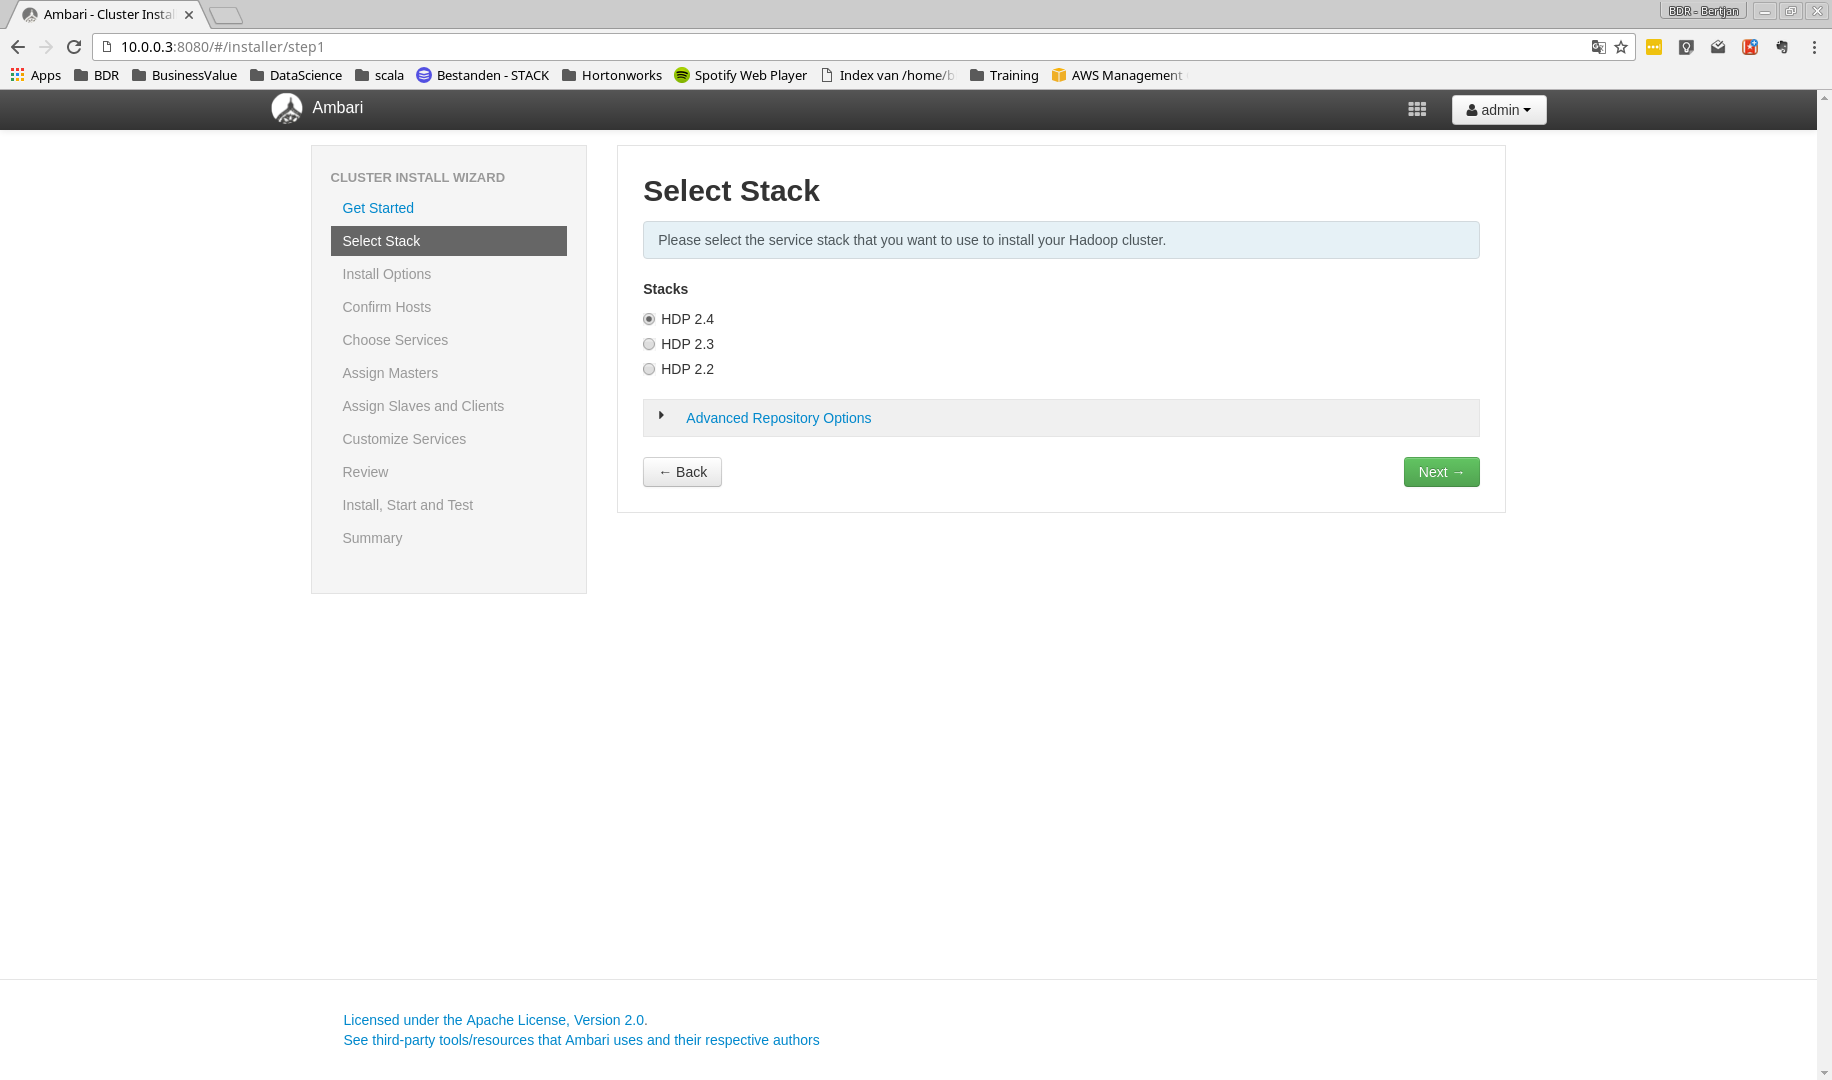 Ambari - Cluster Instal
BDR - Bertjan
10.0.0.3:8080/#/installer/step1
Apps BDR BusinessValue DataScience scala Bestanden - STACK Hortonworks Spotify Web Player Index van /home/b Training AWS Management
Ambari
admin
CLUSTER INSTALL WIZARD
Get Started
Select Stack
Install Options
Confirm Hosts
Choose Services
Assign Masters
Assign Slaves and Clients
Customize Services
Review
Install, Start and Test
Summary
Select Stack
Please select the service stack that you want to use to install your Hadoop cluster.
Stacks
HDP 2.4
HDP 2.3
HDP 2.2
Advanced Repository Options
← Back
Next →
Licensed under the Apache License, Version 2.0.
See third-party tools/resources that Ambari uses and their respective authors